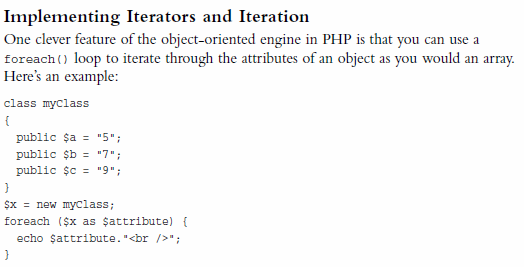 Implementing Iterators and Iteration
One clever feature of the object-oriented engine in PHP is that you can use a
foreach() loop to iterate through the attributes of an object as you would an array.
Here's an example:
class myClass
{
  public $a = "5";
  public $b = "7";
  public $c = "9";
}
$x = new myClass;
foreach ($x as $attribute) {
  echo $attribute."<br />";
}